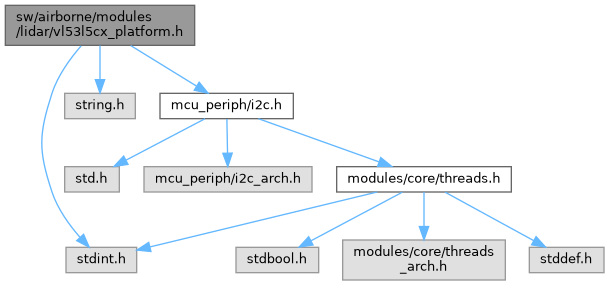 sw/airborne/modules
/lidar/vl53l5cx_platform.h
string.h
mcu_periph/i2c.h
std.h
mcu_periph/i2c_arch.h
modules/core/threads.h
stdint.h
stdbool.h
modules/core/threads
_arch.h
stddef.h